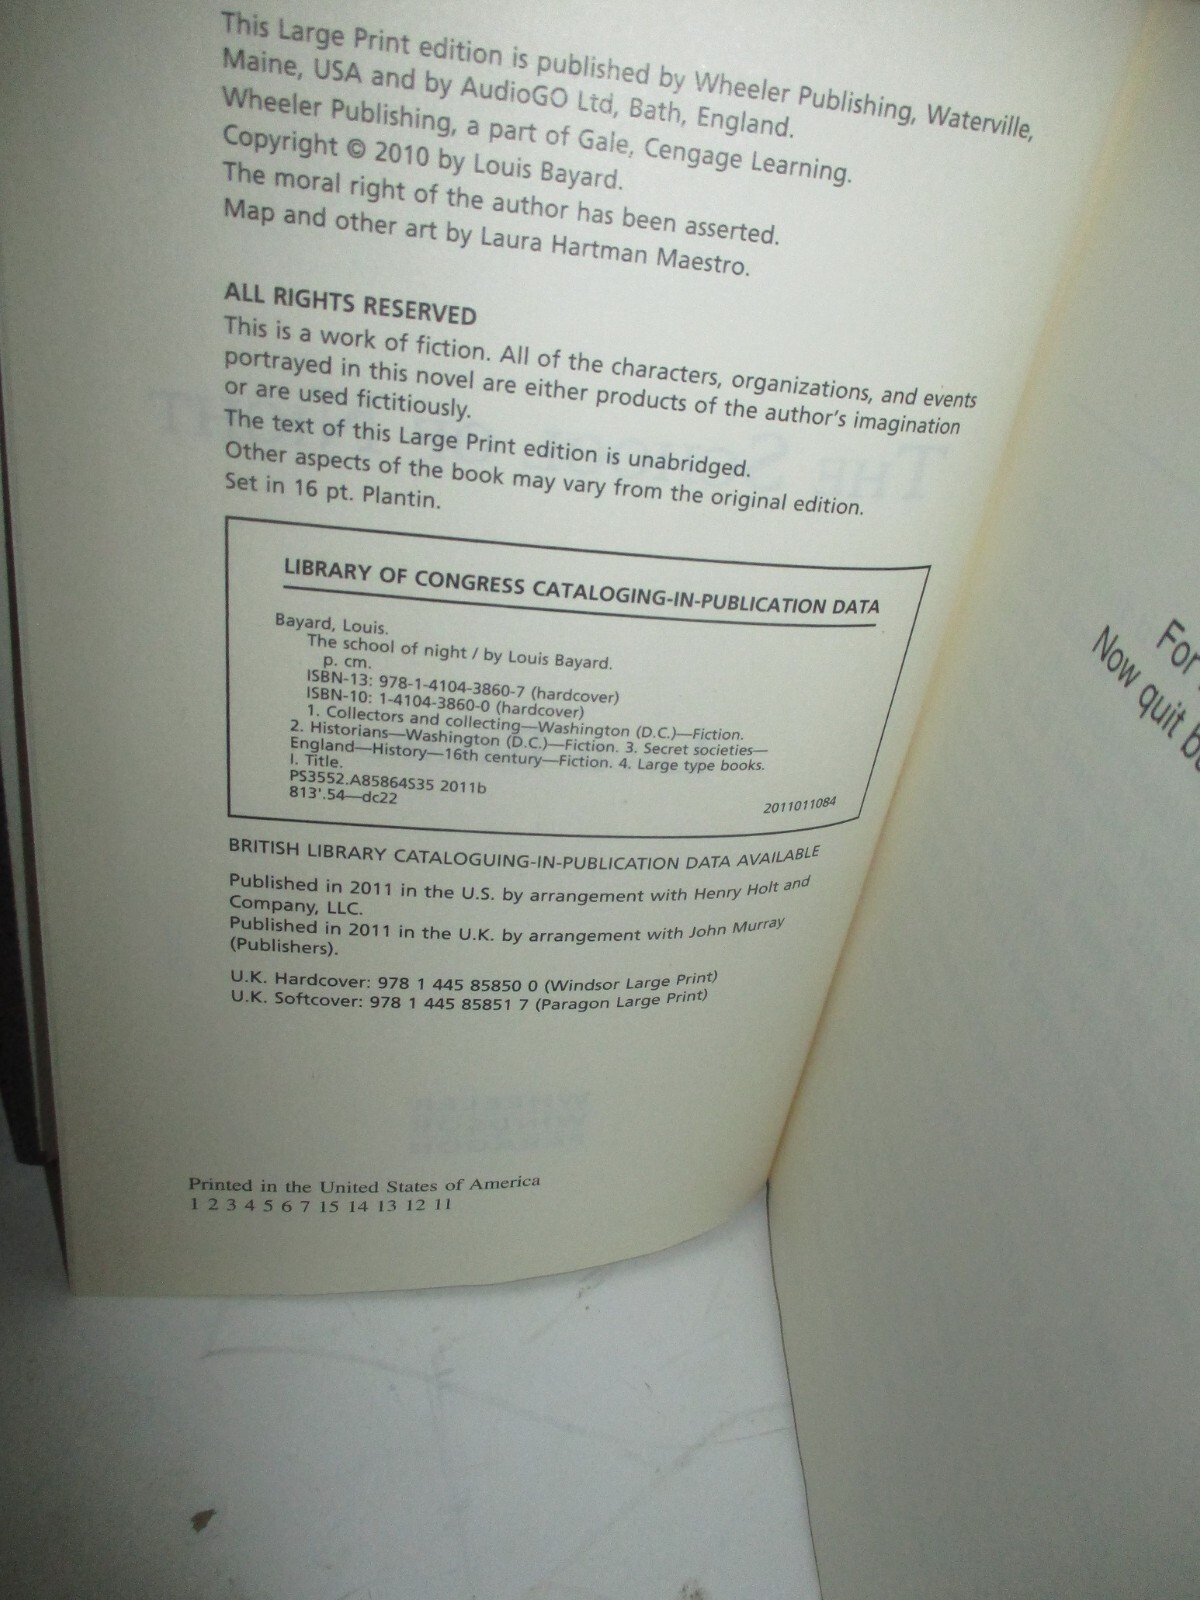 This Large Print edition is published by Wheeler Publishing, Waterville,
Maine, USA and by AudioGO Ltd, Bath, England.
Wheeler Publishing, a part of Gale, Cengage Learning.
Copyright © 2010 by Louis Bayard.
The moral right of the author has been asserted.
Map and other art by Laura Hartman Maestro.
ALL RIGHTS RESERVED
This is a work of fiction. All of the characters, organizations, and events
portrayed in this novel are either products of the author's imagination
or are used fictitiously.
The text of this Large Print edition is unabridged.
Other aspects of the book may vary from the original edition.
Set in 16 pt. Plantin.
LIBRARY OF CONGRESS CATALOGING-IN-PUBLICATION DATA
Bayard, Louis.
The school of night / by Louis Bayard.
p. cm.
ISBN-13: 978-1-4104-3860-7 (hardcover)
ISBN-10: 1-4104-3860-0 (hardcover)
1. Collectors and collecting—Washington (D.C.)—Fiction.
2. Historians—Washington (D.C.)—Fiction. 3. Secret societies—
England—History—16th century—Fiction. 4. Large type books.
I. Title.
PS3552.A85864S35 2011b
813'.54—dc22
2011011084
BRITISH LIBRARY CATALOGUING-IN-PUBLICATION DATA AVAILABLE
Published in 2011 in the U.S. by arrangement with Henry Holt and
Company, LLC.
Published in 2011 in the U.K. by arrangement with John Murray
(Publishers).
U.K. Hardcover: 978 1 445 85850 0 (Windsor Large Print)
U.K. Softcover: 978 1 445 85851 7 (Paragon Large Print)
Printed in the United States of America
1 2 3 4 5 6 7 15 14 13 12 11
For
Now quit